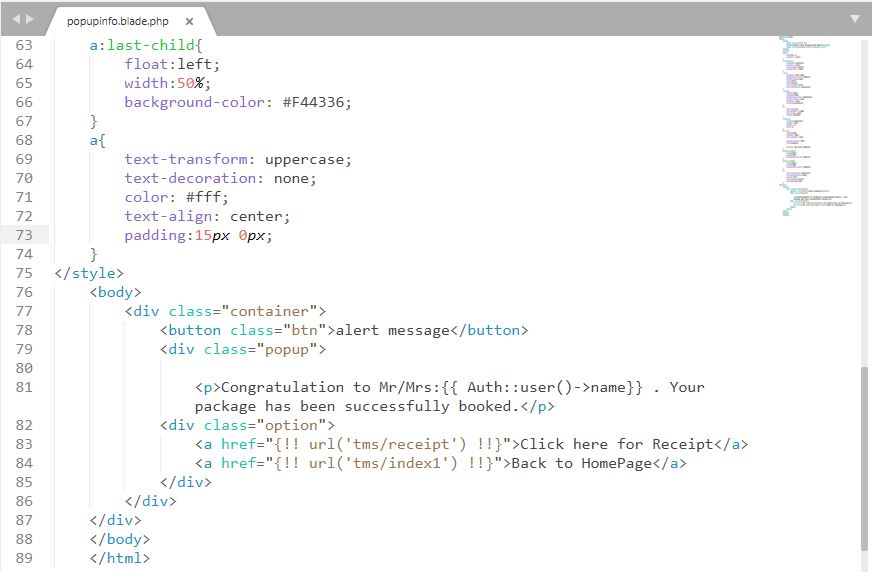 popupinfo.blade.php ×
63 a:last-child{
64 float:left;
65 width:50%;
66 background-color: #F44336;
67 }
68 a{
69 text-transform: uppercase;
70 text-decoration: none;
71 color: #fff;
72 text-align: center;
73 padding:15px 0px;
74 }
75 </style>
76 <body>
77 <div class="container">
78 <button class="btn">alert message</button>
79 <div class="popup">
80
81 <p>Congratulation to Mr/Mrs:{{ Auth::user()->name}} . Your
package has been successfully booked.</p>
82 <div class="option">
83 <a href="{!! url('tms/receipt') !!}">Click here for Receipt</a>
84 <a href="{!! url('tms/index1') !!}">Back to HomePage</a>
85 </div>
86 </div>
87 </div>
88 </body>
89 </html>